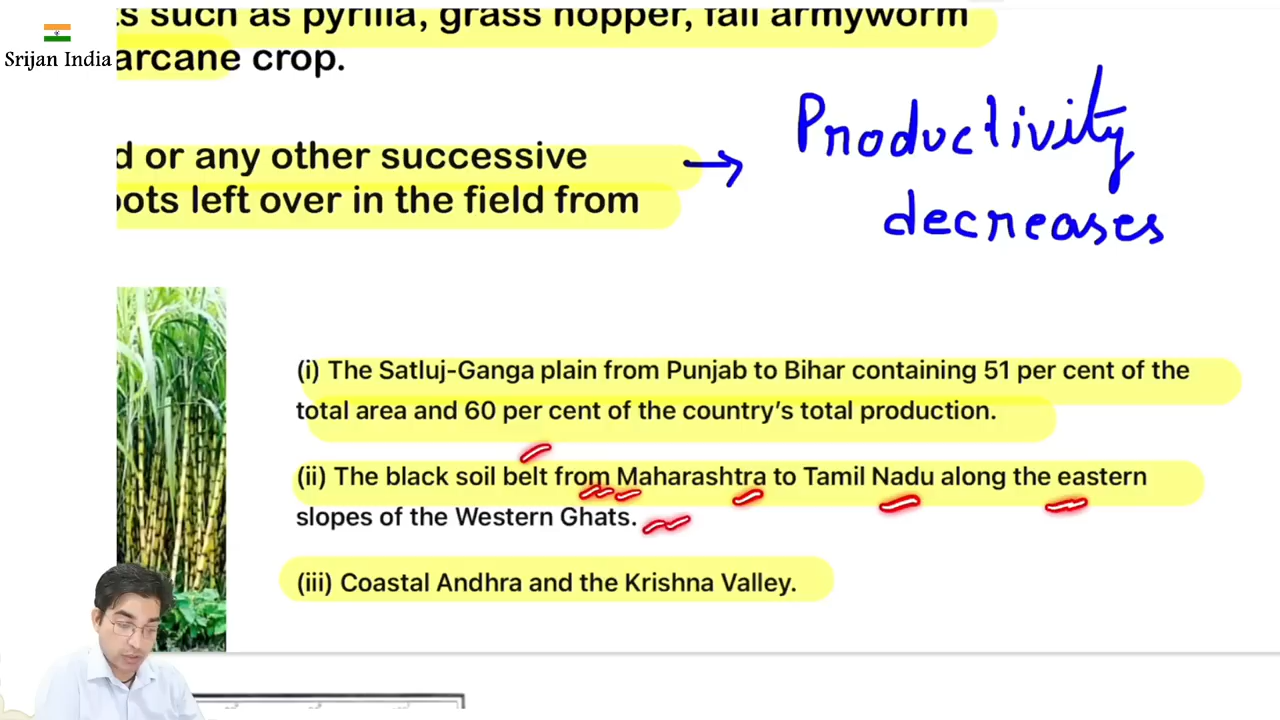 ts such as pyrilla, grass hopper, fall armyworm
Srijan India
arcane crop.
Productivity
d or any other successive
oots left over in the field from
decreases
(i) The Satluj-Ganga plain from Punjab to Bihar containing 51 per cent of the
total area and 60 per cent of the country's total production.
(ii) The black soil belt from Maharashtra to Tamil Nadu along the eastern
slopes of the Western Ghats.
(iii) Coastal Andhra and the Krishna Valley.